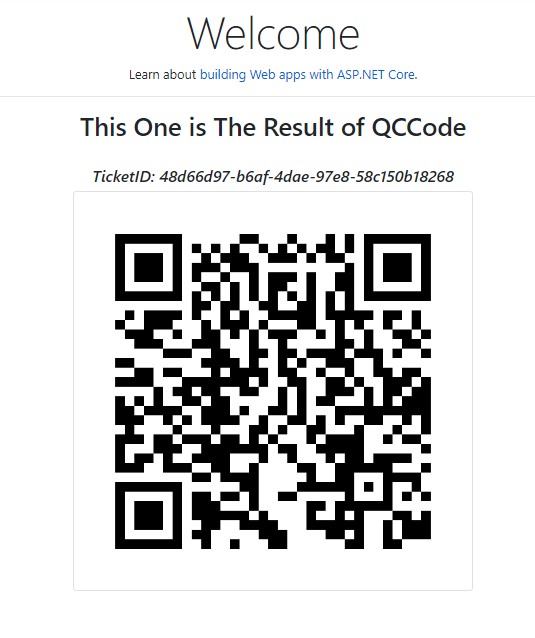 Welcome
Learn about building Web apps with ASP.NET Core.
This One is The Result of QCCode
TicketID: 48d66d97-b6af-4dae-97e8-58c150b18268